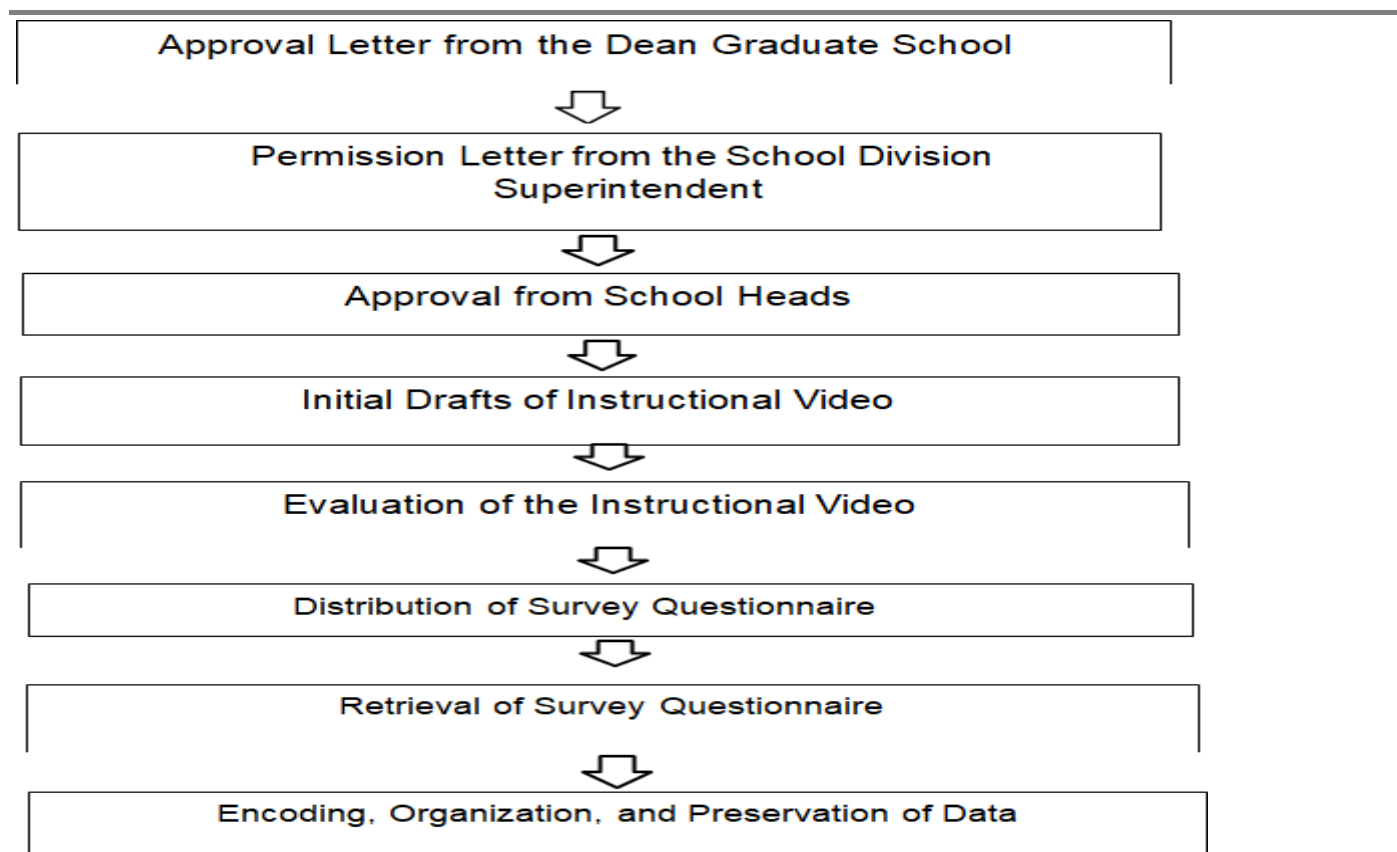 Approval Letter from the Dean Graduate School
Permission Letter from the School Division
Superintendent
Approval from School Heads
Initial Drafts of Instructional Video
Evaluation of the Instructional Video
Distribution of Survey Questionnaire
Retrieval of Survey Questionnaire
Encoding, Organization, and Preservation of Data